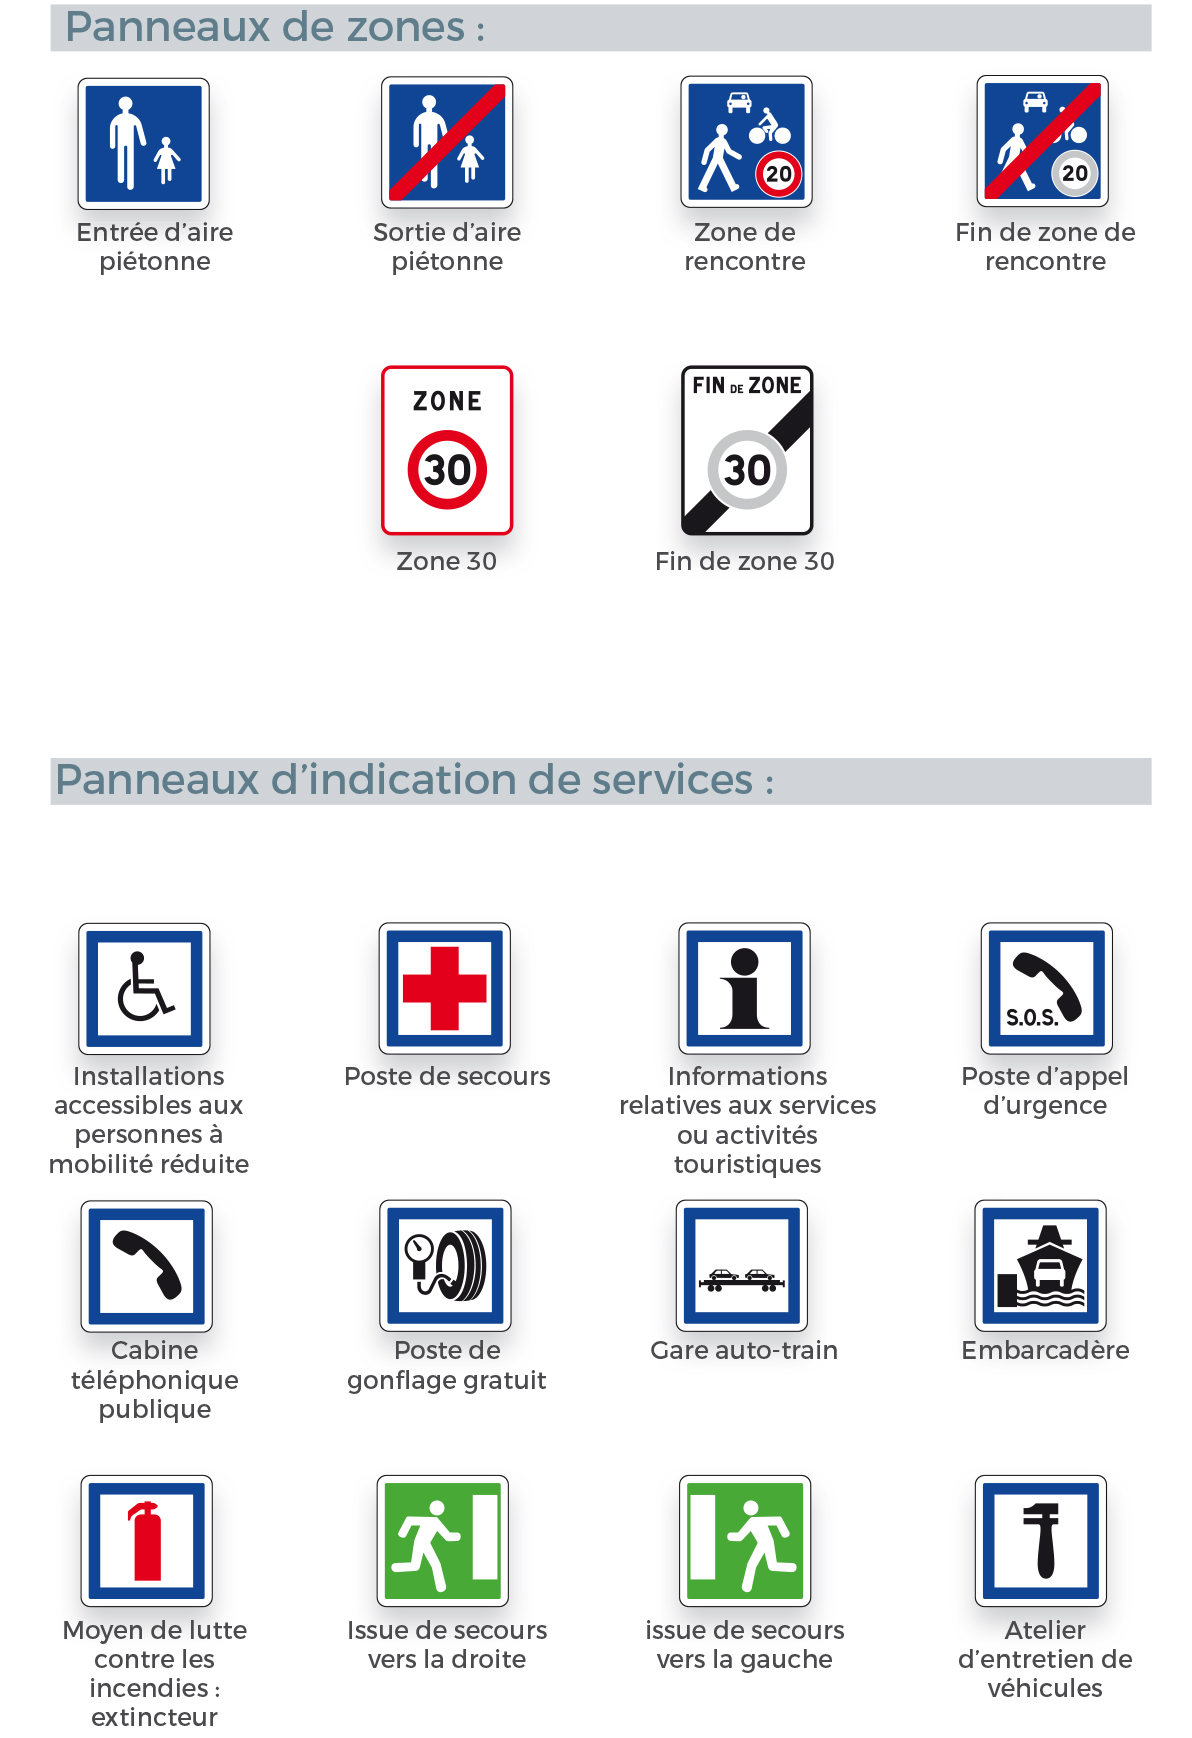 Panneaux de zones :
20
20
Entrée d'aire
piétonne
Sortie d'aire
piétonne
Zone de
rencontre
Fin de zone de
rencontre
ZONE
30
FIN DE ZONE
30
Zone 30
Fin de zone 30
Panneaux d'indication de services :
S.O.S.
Installations
accessibles aux
personnes à
mobilité réduite
Poste de secours
Informations
relatives aux services
ou activités
touristiques
Poste d'appel
d'urgence
Cabine
téléphonique
publique
Poste de
gonflage gratuit
Gare auto-train
Embarcadère
Moyen de lutte
contre les
incendies :
extincteur
Issue de secours
vers la droite
issue de secours
vers la gauche
Atelier
d'entretien de
véhicules